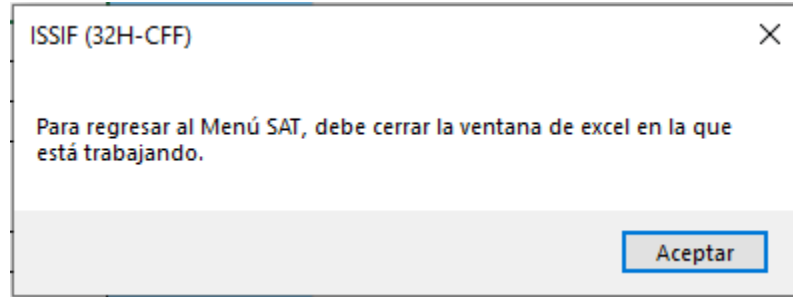 ISSIF (32H-CFF)
Para regresar al Menú SAT, debe cerrar la ventana de excel en la que
está trabajando.
Aceptar